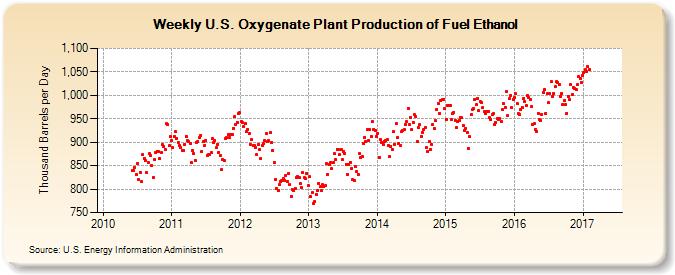 Weekly U.S. Oxygenate Plant Production of Fuel Ethanol
Thousand Barrels per Day
1,100
1,050
1,000
950
900
850
800
750
2010 2011 2012 2013 2014 2015 2016 2017
Source: U.S. Energy Information Administration